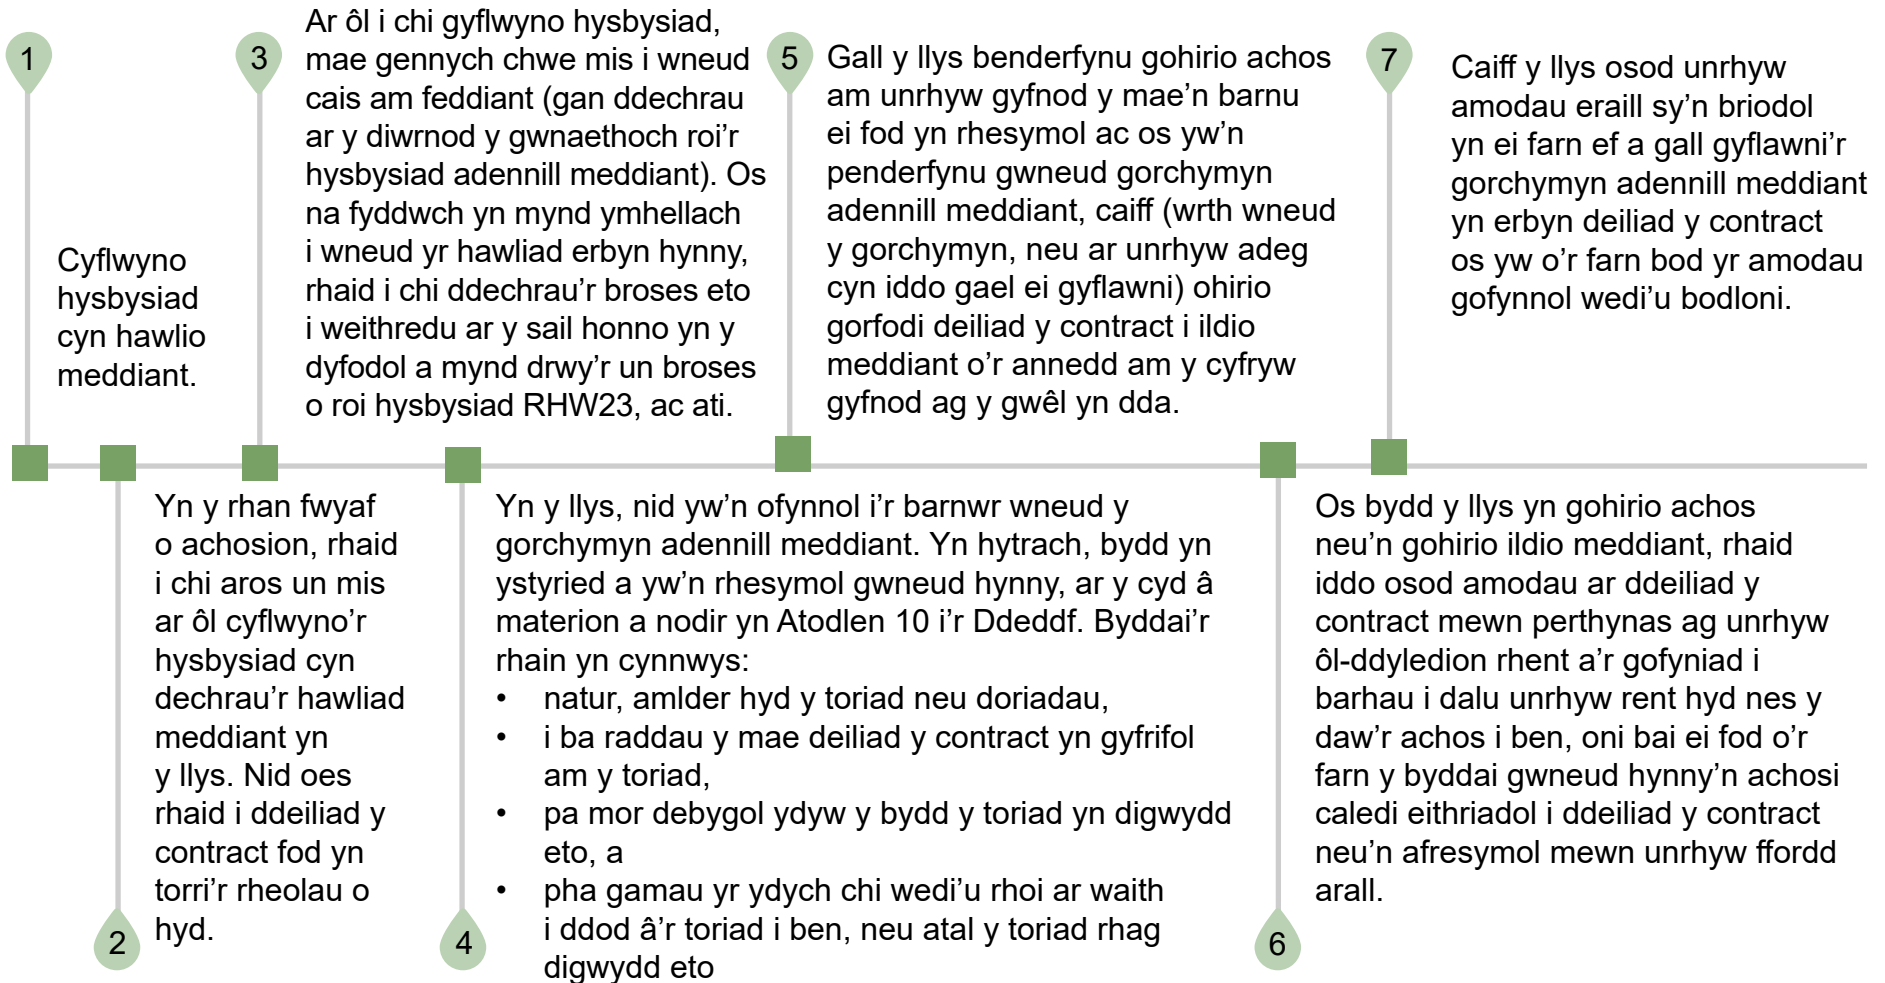 1
Cyflwyno
hysbysiad
cyn hawlio
meddiant.
2
Yn y rhan fwyaf
o achosion, rhaid
i chi aros un mis
ar ôl cyflwyno’r
hysbysiad cyn
dechrau’r hawliad
meddiant yn
y llys. Nid oes
rhaid i ddeiliad y
contract fod yn
torri’r rheolau o
hyd.
3
Ar ôl i chi gyflwyno hysbysiad,
mae gennych chwe mis i wneud
cais am feddiant (gan ddechrau
ar y diwrnod y gwnaethoch roi’r
hysbysiad adennill meddiant). Os
na fyddwch yn mynd ymhellach
i wneud yr hawliad erbyn hynny,
rhaid i chi ddechrau’r broses eto
i weithredu ar y sail honno yn y
dyfodol a mynd drwy’r un broses
o roi hysbysiad RHW23, ac ati.
4
Yn y llys, nid yw’n ofynnol i’r barnwr wneud y
gorchymyn adennill meddiant. Yn hytrach, bydd yn
ystyried a yw’n rhesymol gwneud hynny, ar y cyd â
materion a nodir yn Atodlen 10 i’r Ddeddf. Byddai’r
rhain yn cynnwys:
• natur, amlder hyd y toriad neu doriadau,
• i ba raddau y mae deiliad y contract yn gyfrifol
am y toriad,
• pa mor debygol ydyw y bydd y toriad yn digwydd
eto, a
• pha gamau yr ydych chi wedi’u rhoi ar waith
i ddod â’r toriad i ben, neu atal y toriad rhag
digwydd eto
5
Gall y llys benderfynu gohirio achos
am unrhyw gyfnod y mae’n barnu
ei fod yn rhesymol ac os yw’n
penderfynu gwneud gorchymyn
adennill meddiant, caiff (wrth wneud
y gorchymyn, neu ar unrhyw adeg
cyn iddo gael ei gyflawni) ohirio
gorfodi deiliad y contract i ildio
meddiant o’r annedd am y cyfryw
gyfnod ag y gwêl yn dda.
6
Os bydd y llys yn gohirio achos
neu’n gohirio ildio meddiant, rhaid
iddo osod amodau ar ddeiliad y
contract mewn perthynas ag unrhyw
ôl-ddyledion rhent a’r gofyniad i
barhau i dalu unrhyw rent hyd nes y
daw’r achos i ben, oni bai ei fod o’r
farn y byddai gwneud hynny’n achosi
caledi eithriadol i ddeiliad y contract
neu’n afresymol mewn unrhyw ffordd
arall.
7
Caiff y llys osod unrhyw
amodau eraill sy’n briodol
yn ei farn ef a gall gyflawni’r
gorchymyn adennill meddiant
yn erbyn deiliad y contract
os yw o’r farn bod yr amodau
gofynnol wedi’u bodloni.